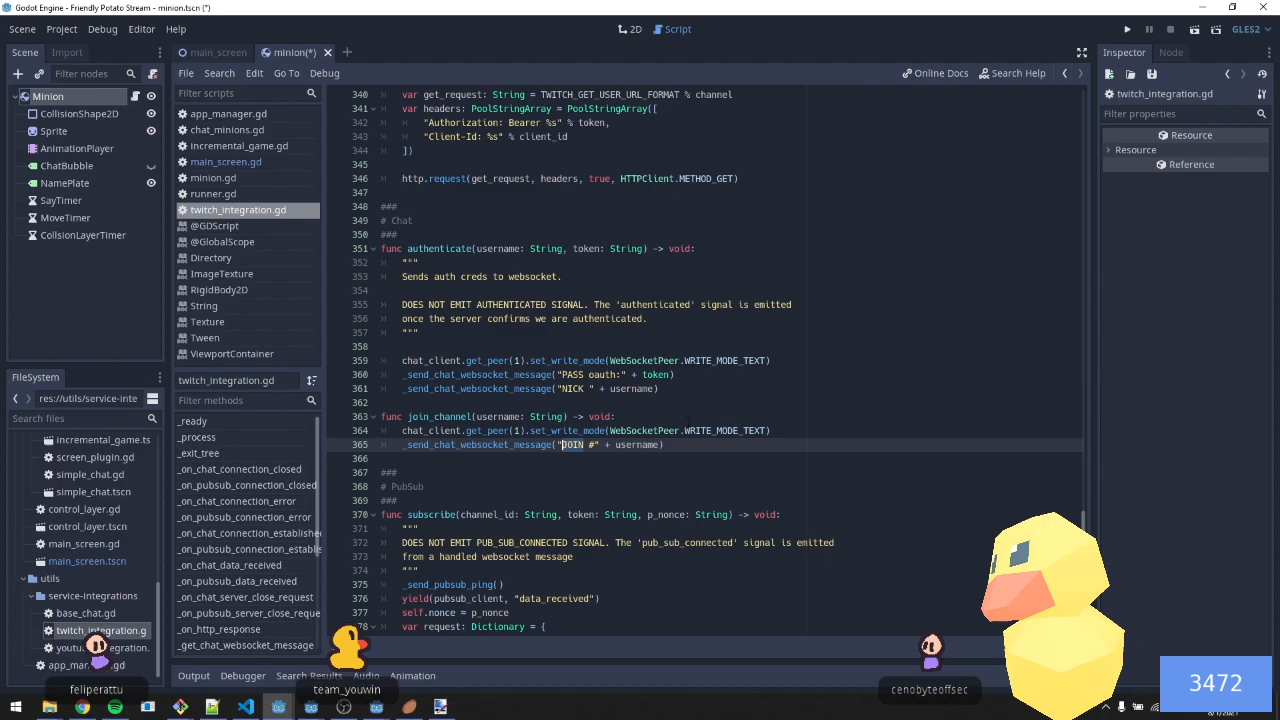 Godot Engine - Friendly Potato Stream - minion.tscn (*)
Scene Project Debug Editor Help
2D Script
GLES2
Scene Import
main_screen minion(*)
Inspector Node
Filter nodes
File Search Edit Go To Debug
Online Docs Search Help
Minion
CollisionShape2D
Sprite
AnimationPlayer
ChatBubble
NamePlate
SayTimer
MoveTimer
CollsionLayerTimer
FileSystem
res://utils/service-inte
Search files
incremental_game.ts
screen_plugin.gd
simple_chat.gd
simple_chat.tscn
control_layer.gd
control_layer.tscn
main_screen.gd
main_screen.tscn
utils
service-integrations
base_chat.gd
twitch_integration.g
Filter scripts
app_manager.gd
chat_minions.gd
incremental_game.gd
main_screen.gd
minion.gd
runner.gd
twitch_integration.gd
@GDScript
@GlobalScope
Directory
ImageTexture
RigidBody2D
String
Texture
Tween
ViewportContainer
twitch_integration.gd
Filter methods
_ready
_process
_exit_tree
_on_chat_connection_closed
_on_pubsub_connection_closed
_on_chat_connection_error
_on_pubsub_connection_error
_on_chat_connection_established
_on_pubsub_connection_establis
_on_chat_data_received
_on_pubsub_data_received
_on_chat_server_close_request
_on_pubsub_server_close_reque
_on_http_response
_get_chat_websocket_message
340 var get_request: String = TWITCH_GET_USER_URL_FORMAT % channel
341 var headers: PoolStringArray = PoolStringArray([
342 "Authorization: Bearer %s" % token,
343 "Client-Id: %s" % client_id
344 ])
345
346 http.request(get_request, headers, true, HTTPClient.METHOD_GET)
347
348 ###
349 # Chat
350 ###
351 func authenticate(username: String, token: String) -> void:
352 """
353 Sends auth creds to websocket.
354
355 DOES NOT EMIT AUTHENTICATED SIGNAL. The 'authenticated' signal is emitted
356 once the server confirms we are authenticated.
357 """
358
359 chat_client.get_peer(1).set_write_mode(WebSocketPeer.WRITE_MODE_TEXT)
360 _send_chat_websocket_message("PASS oauth:" + token)
361 _send_chat_websocket_message("NICK " + username)
362
363 func join_channel(username: String) -> void:
364 chat_client.get_peer(1).set_write_mode(WebSocketPeer.WRITE_MODE_TEXT)
365 _send_chat_websocket_message("JOIN #" + username)
366
367 ###
368 # PubSub
369 ###
370 func subscribe(channel_id: String, token: String, p_nonce: String) -> void:
371 """
372 DOES NOT EMIT PUB_SUB_CONNECTED SIGNAL. The 'pub_sub_connected' signal is emitted
373 from a handled websocket message
374 """
375 _send_pubsub_ping()
376 yield(pubsub_client, "data_received")
377 self.nonce = p_nonce
378 var request: Dictionary = {
Output Debugger Search Results Audio Animation
twitch_integration.gd
Filter properties
Resource
Resource
Reference
feliperattu
team_youwin
cenobyteoffsec
3472